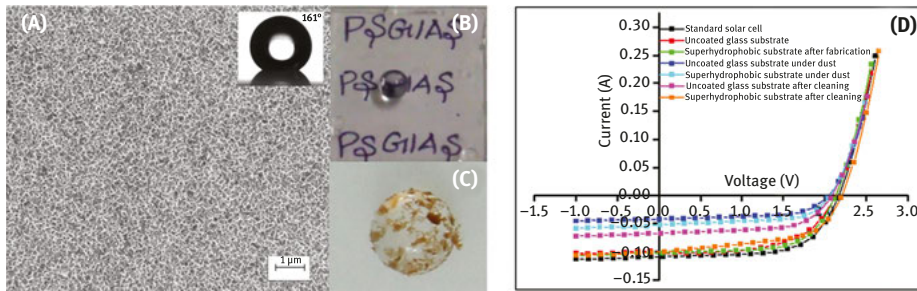 (A)
161°
1 μm
(B)
PSGIIAS
PSGIIAS
PSGIIAS
(C)
(D)
Standard solar cell
Uncoated glass substrate
Superhydrophobic substrate after fabrication
Uncoated glass substrate under dust
Superhydrophobic substrate under dust
Uncoated glass substrate after cleaning
Superhydrophobic substrate after cleaning
Current (A)
0.30
0.25
0.20
0.15
0.10
0.05
0.00
−0.05
−0.10
−0.15
Voltage (V)
−1.5 −1.0 −0.5 0.0 0.5 1.0 1.5 2.0 2.5 3.0